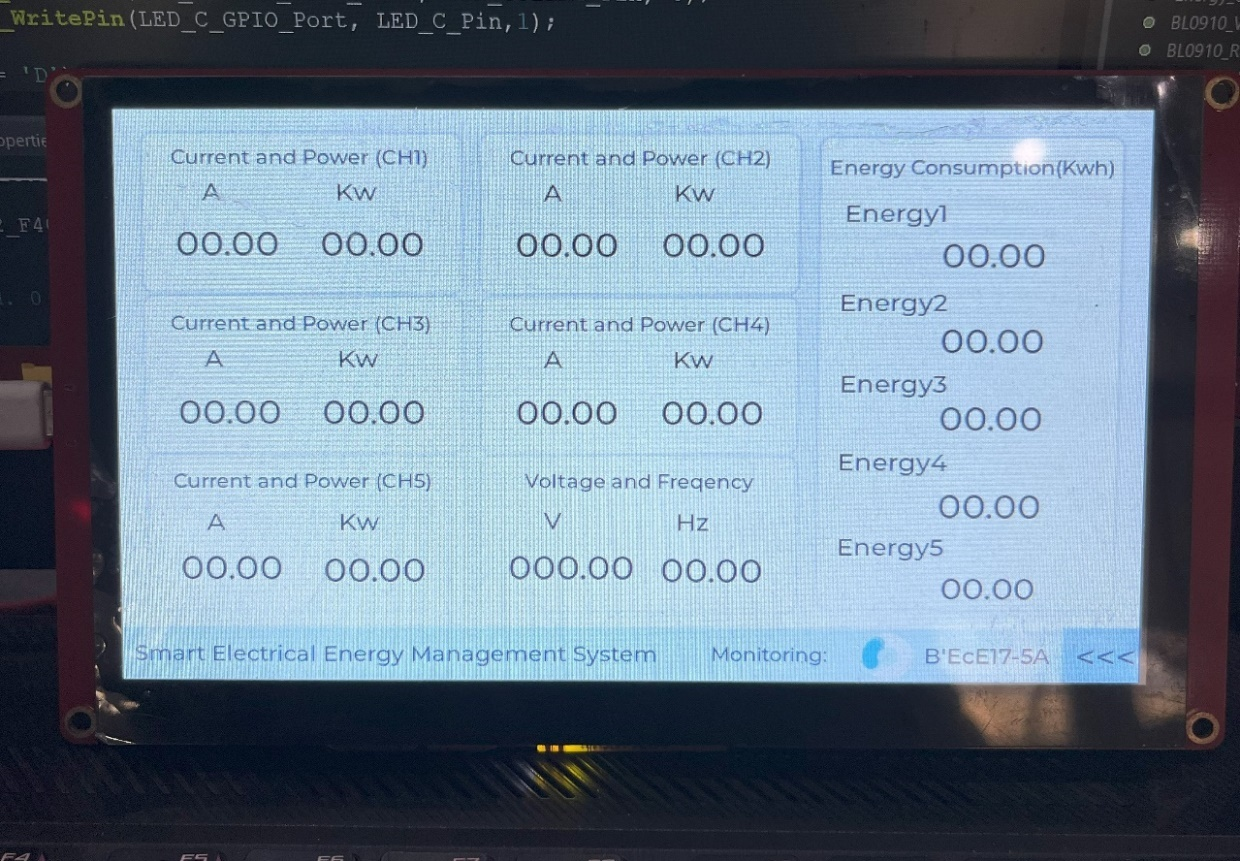 _WritePin(LED_C_GPIO_Port, LED_C_Pin,1);
BL0910_
BL0910_R
= 'D'
operti
_F4
Current and Power (CH1)
A Kw
00.00 00.00
Current and Power (CH2)
A Kw
00.00 00.00
Current and Power (CH3)
A Kw
00.00 00.00
Current and Power (CH4)
A Kw
00.00 00.00
Current and Power (CH5)
A Kw
00.00 00.00
Voltage and Freqency
V Hz
000.00 00.00
Energy Consumption(Kwh)
Energy1
00.00
Energy2
00.00
Energy3
00.00
Energy4
00.00
Energy5
00.00
Smart Electrical Energy Management System Monitoring: B'EcE17-5A <<<